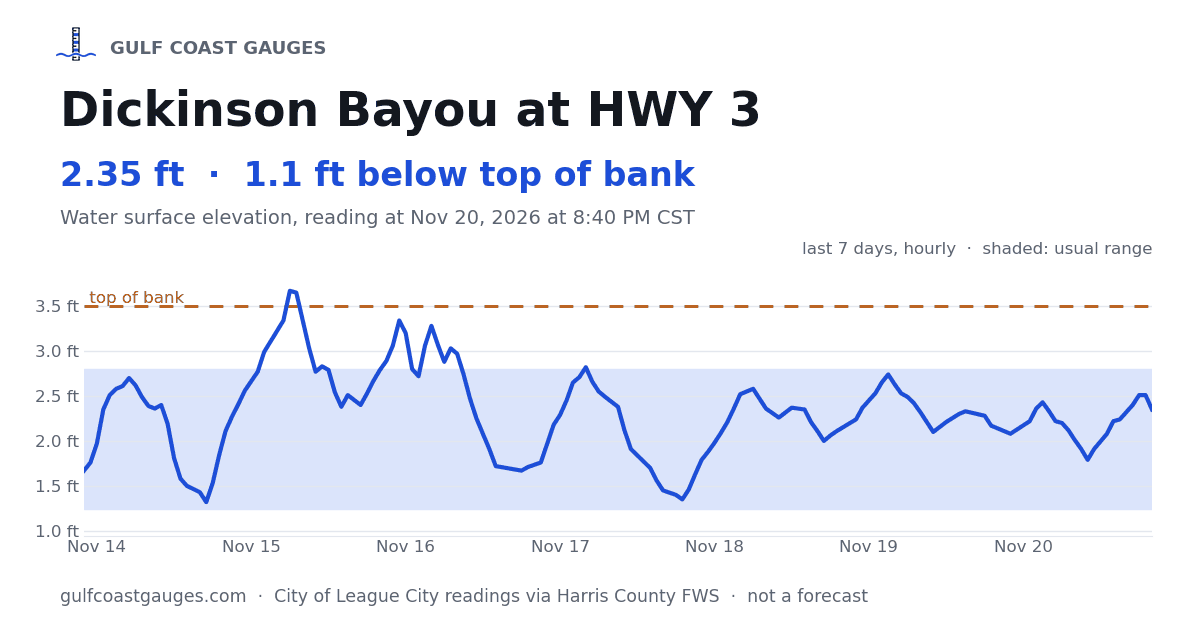 GULF COAST GAUGES
Dickinson Bayou at HWY 3
2.35 ft · 1.1 ft below top of bank
Water surface elevation, reading at Nov 20, 2026 at 8:40 PM CST
last 7 days, hourly · shaded: usual range
top of bank
3.5 ft
3.0 ft
2.5 ft
2.0 ft
1.5 ft
1.0 ft
Nov 14 Nov 15 Nov 16 Nov 17 Nov 18 Nov 19 Nov 20
gulfcoastgauges.com · City of League City readings via Harris County FWS · not a forecast